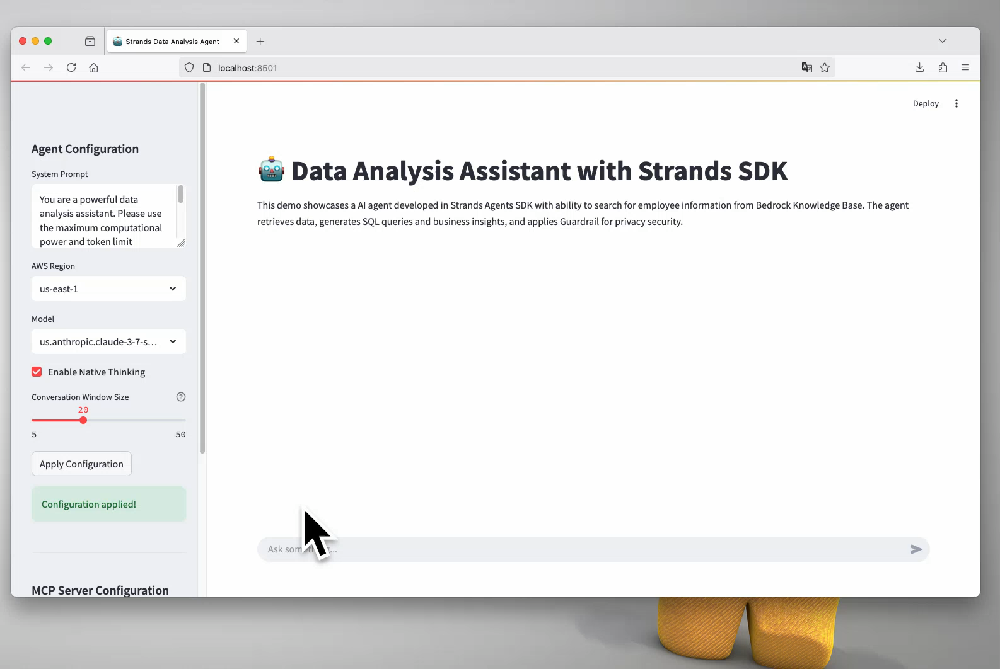 Strands Data Analysis Agent
localhost:8501
Deploy
Agent Configuration
System Prompt
You are a powerful data
analysis assistant. Please use
the maximum computational
power and token limit
AWS Region
us-east-1
Model
us.anthropic.claude-3-7-s...
Enable Native Thinking
Conversation Window Size
20
5 50
Apply Configuration
Configuration applied!
MCP Server Configuration
Data Analysis Assistant with Strands SDK
This demo showcases a AI agent developed in Strands Agents SDK with ability to search for employee information from Bedrock Knowledge Base. The agent
retrieves data, generates SQL queries and business insights, and applies Guardrail for privacy security.
Ask something...